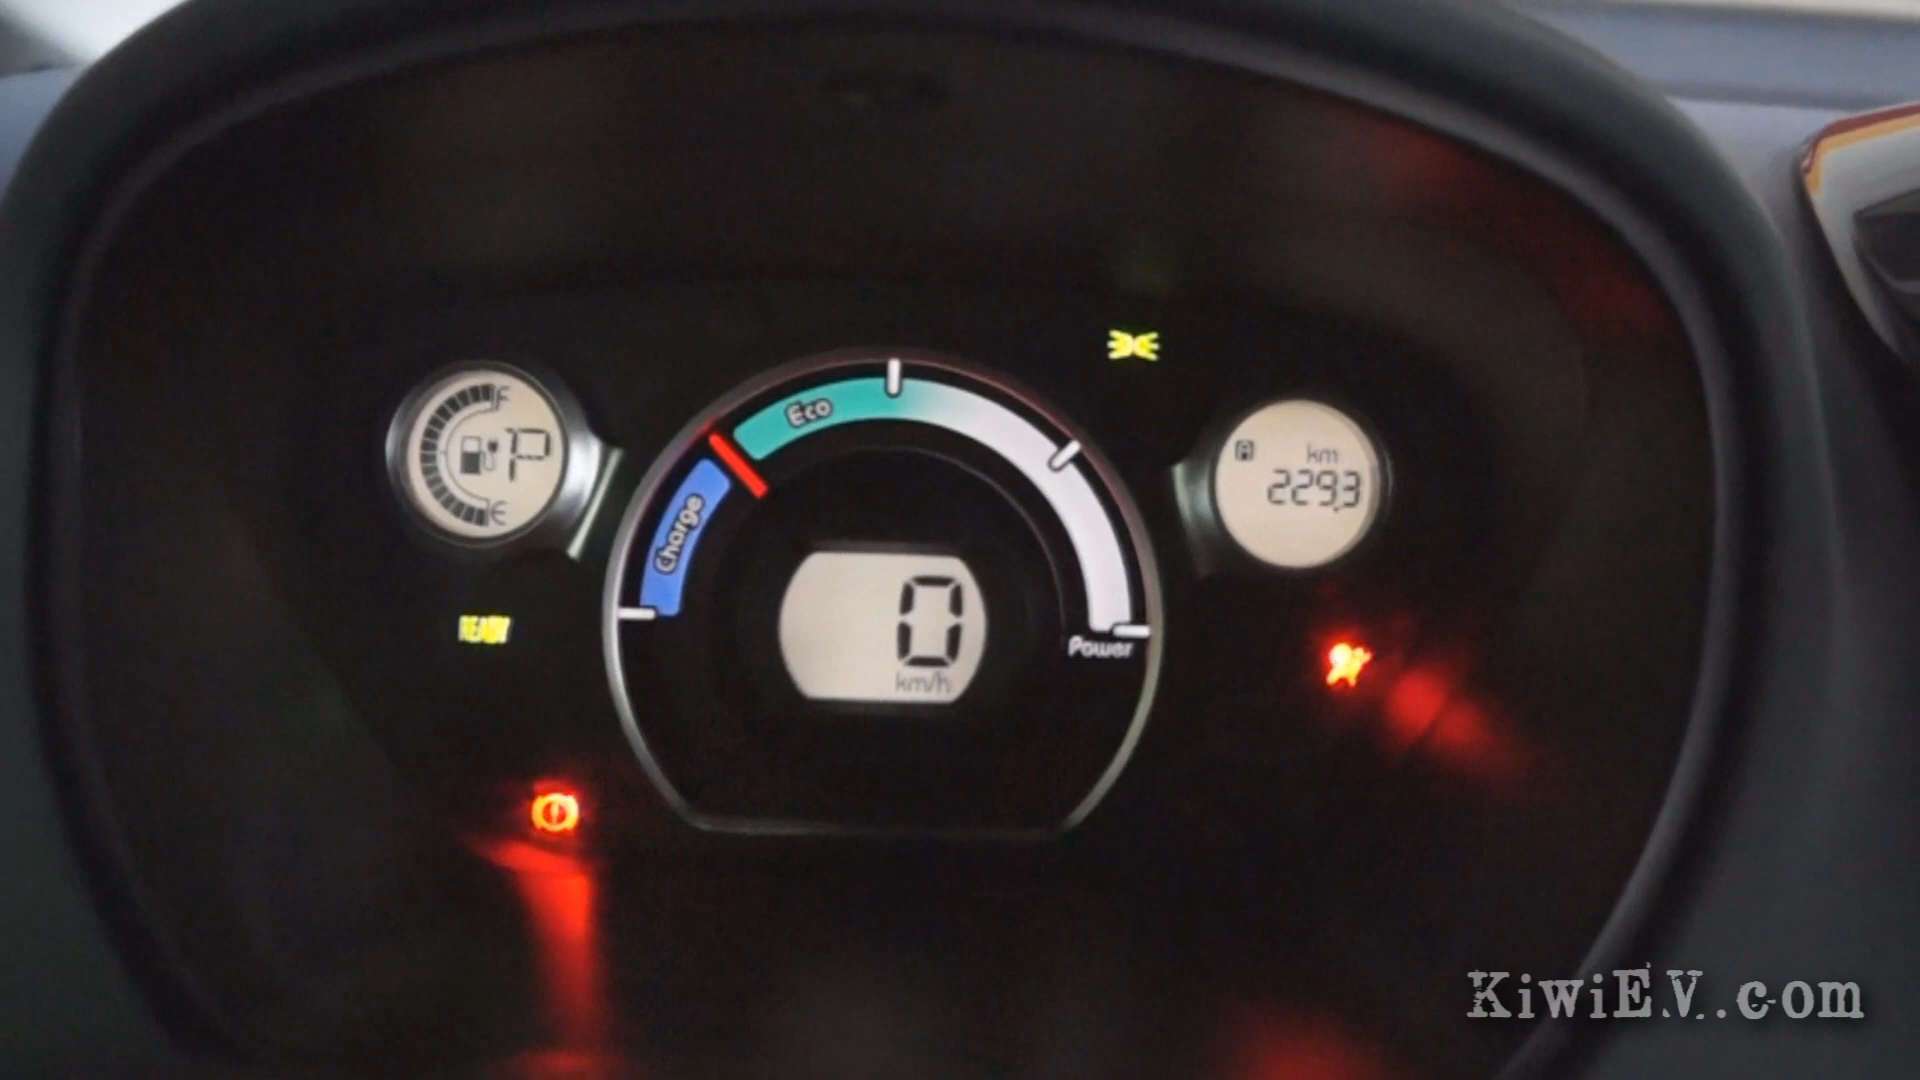 F
P
E
READY
Charge
Eco
Power
0
km/h
A
km
229.3
KiwiEV.com